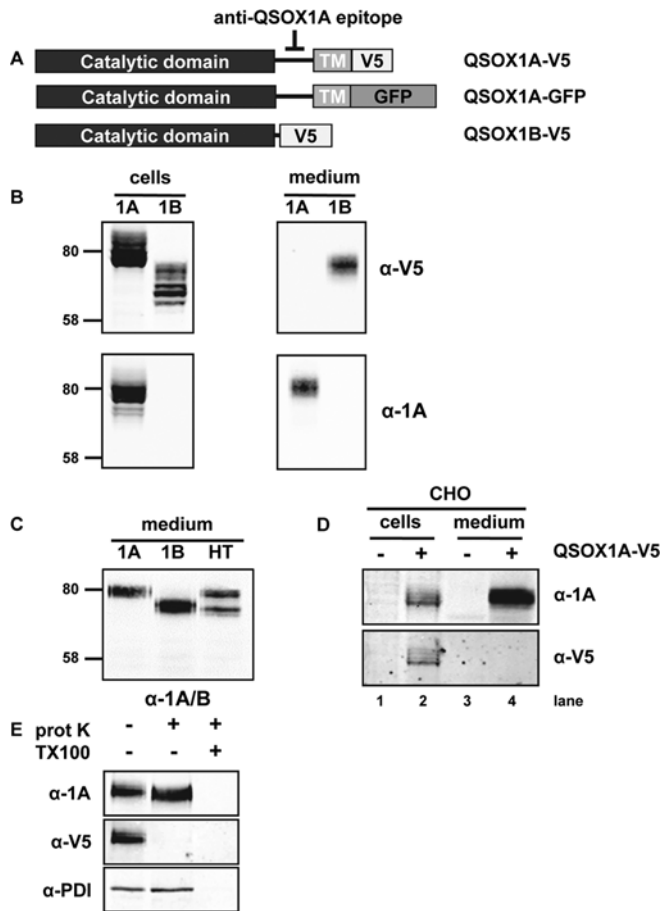 anti-QSOX1A epitope
A
Catalytic domain TM V5 QSOX1A-V5
Catalytic domain TM GFP QSOX1A-GFP
Catalytic domain V5 QSOX1B-V5
B
cells medium
1A 1B 1A 1B
80
58
α-V5
80
58
α-1A
C
medium
1A 1B HT
80
58
α-1A/B
D
CHO
cells medium
- + - + QSOX1A-V5
α-1A
α-V5
1 2 3 4 lane
E
prot K - + +
TX100 - - +
α-1A
α-V5
α-PDI